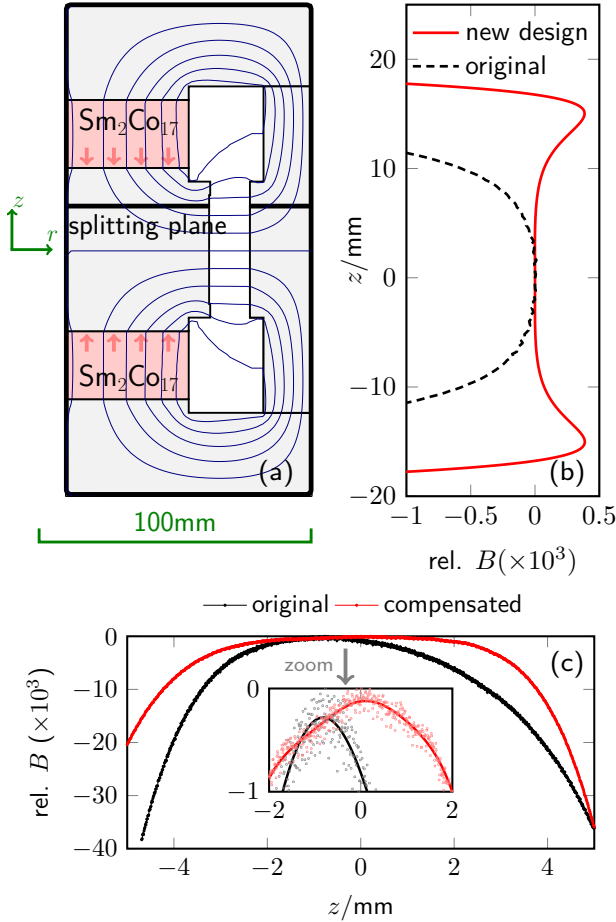 Sm₂Co₁₇
z
r
splitting plane
Sm₂Co₁₇
(a)
100mm
new design
original
20
10
0
−10
−20
z/mm
(b)
−1
−0.5
0
0.5
rel. B(×10³)
original
compensated
0
−10
−20
−30
−40
rel. B (×10³)
zoom
(c)
0
−1
−2
0
2
−4
−2
0
2
4
z/mm